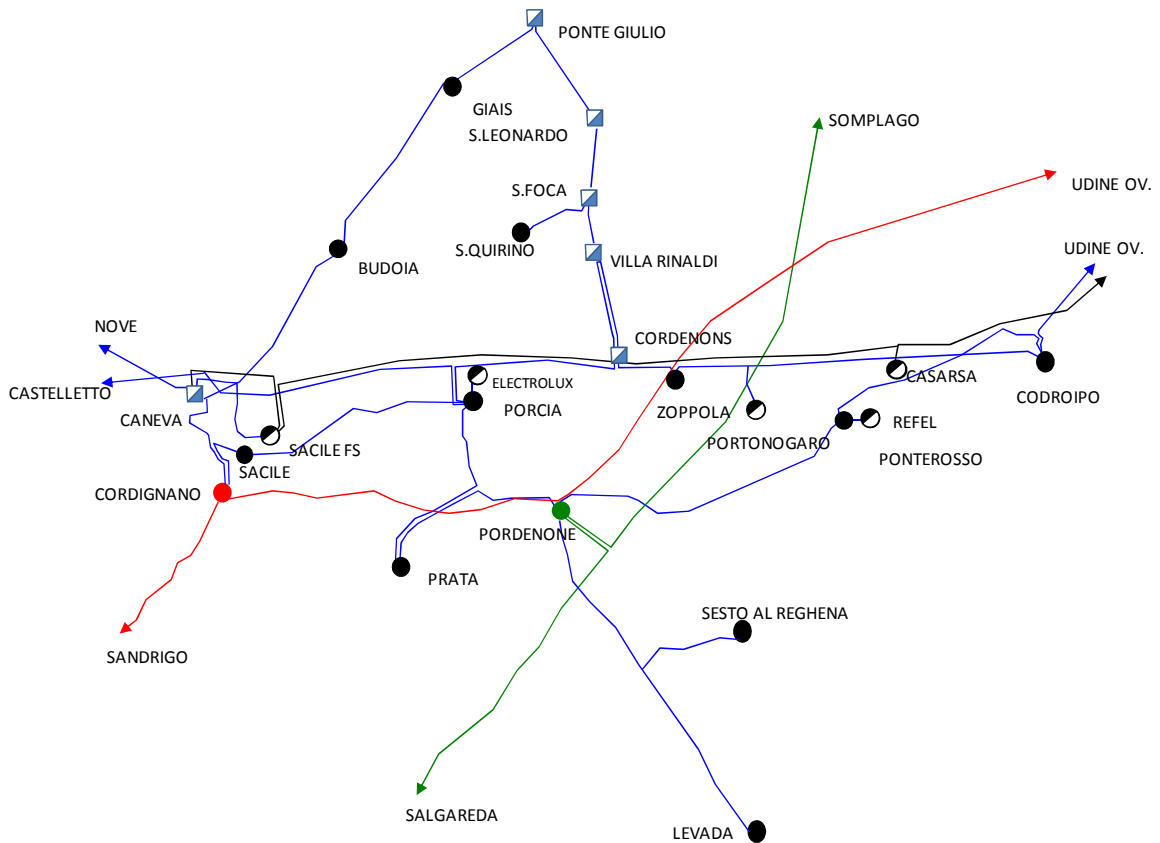 PONTE GIULIO
GIAIS
S.LEONARDO
SOMPLAGO
UDINE OV.
S.FOCA
S.QUIRINO
VILLA RINALDI
UDINE OV.
BUDOIA
NOVE
CORDENONS
CASTELLETTO
CANEVA
ELECTROLUX
PORCIA
CASARSA
CODROIPO
ZOPPOLA
PORTONOGARO
REFEL
SACILE FS
SACILE
PONTEROSSO
CORDIGNANO
PORDENONE
PRATA
SESTO AL REGHENA
SANDRIGO
SALGAREDA
LEVADA